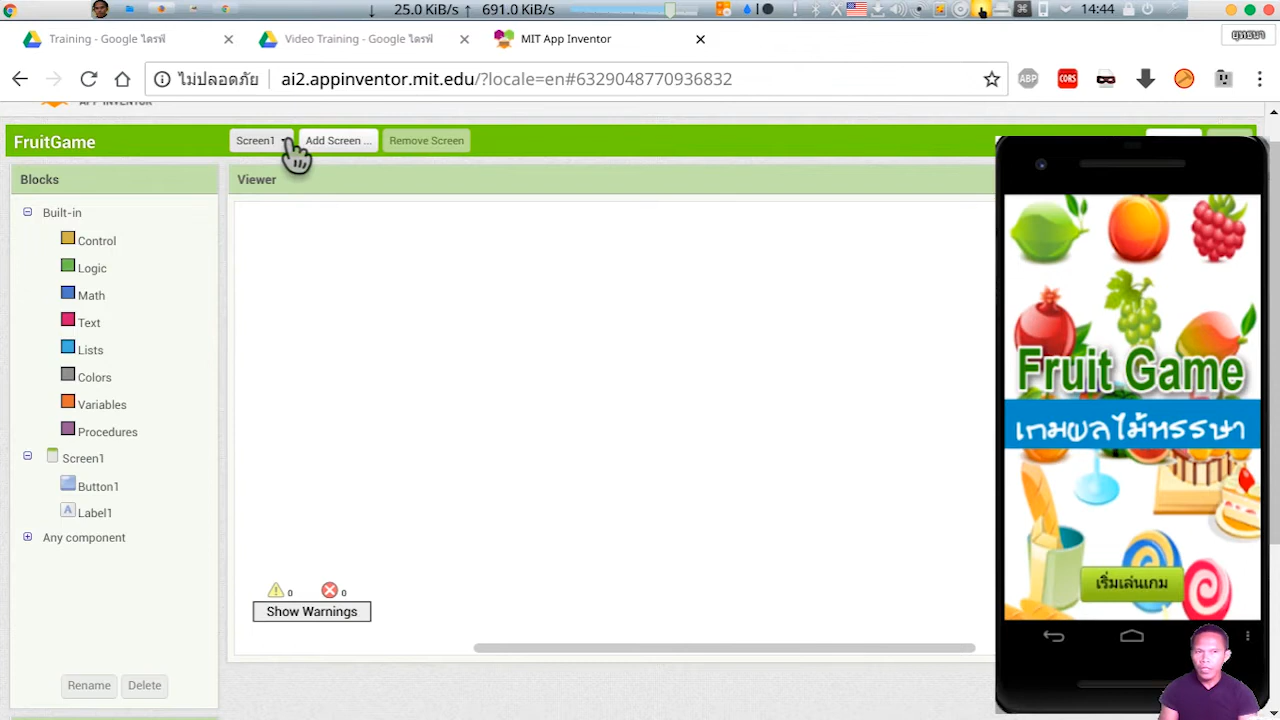 25.0 KiB/s
691.0 KiB/s
14:44
Training - Google ไดรฟ์
Video Training - Google ไดรฟ์
MIT App Inventor
ยุทธนา
ไม่ปลอดภัย
ai2.appinventor.mit.edu/?locale=en#6329048770936832
ABP
CORS
APP INVENTOR
FruitGame
Screen1
Add Screen ...
Remove Screen
Blocks
Viewer
Built-in
Control
Logic
Math
Text
Lists
Colors
Variables
Procedures
Screen1
Button1
A Label1
Any component
0
0
Show Warnings
Rename
Delete
Fruit Game
เกมผลไม้หรรษา
เริ่มเล่นเกม